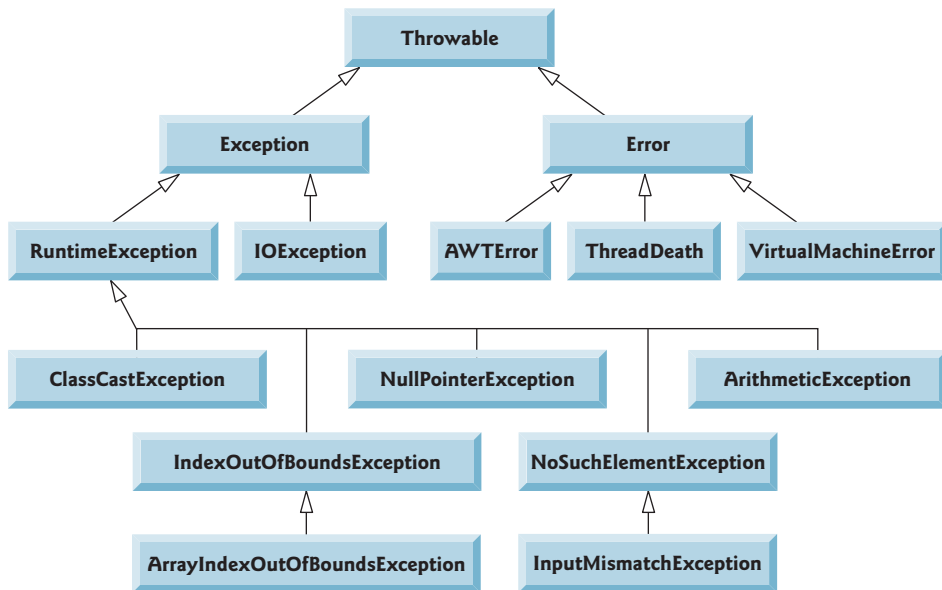 Throwable
Exception
Error
RuntimeException
IOException
AWTError
ThreadDeath
VirtualMachineError
ClassCastException
NullPointerException
ArithmeticException
IndexOutOfBoundsException
NoSuchElementException
ArrayIndexOutOfBoundsException
InputMismatchException